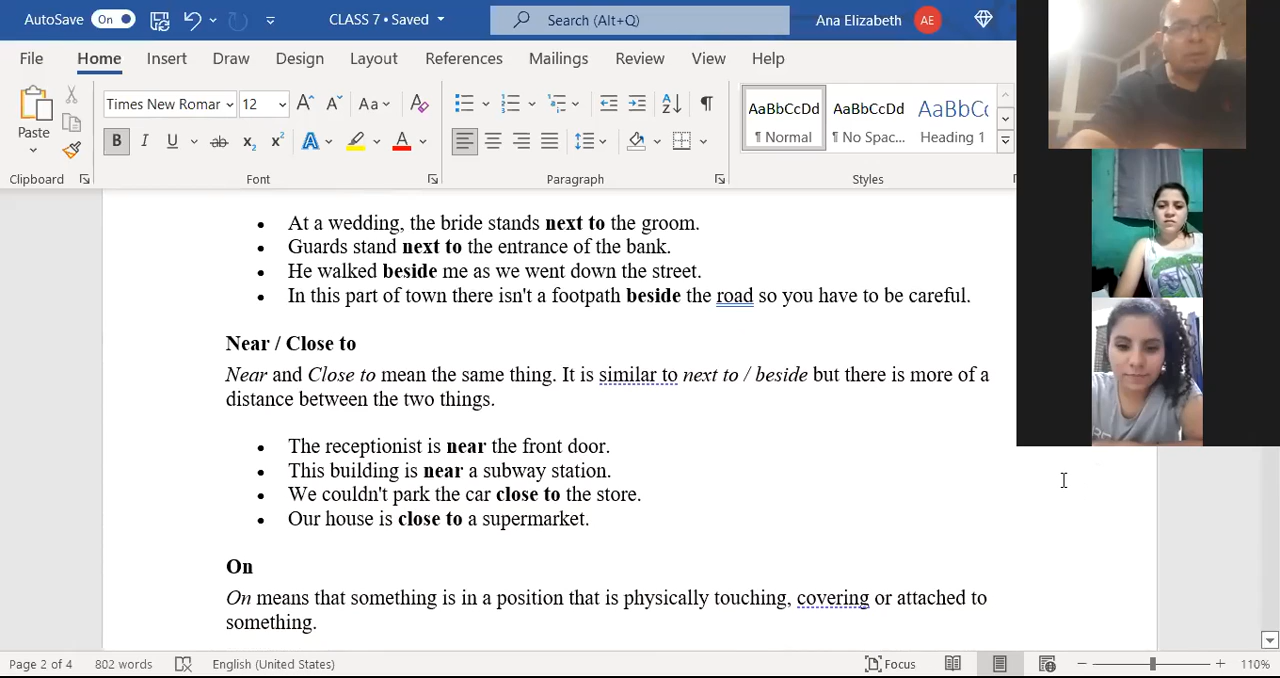 AutoSave On CLASS 7 • Saved Search (Alt+Q) Ana Elizabeth AE
File Home Insert Draw Design Layout References Mailings Review View Help
Times New Romar 12 Aa AaBbCcDd AaBbCcDd AaBbCc
Paste B I U ab x₂ x² A A ¶ Normal ¶ No Spac... Heading 1
Clipboard Font Paragraph Styles
• At a wedding, the bride stands next to the groom.
• Guards stand next to the entrance of the bank.
• He walked beside me as we went down the street.
• In this part of town there isn't a footpath beside the road so you have to be careful.
Near / Close to
Near and Close to mean the same thing. It is similar to next to / beside but there is more of a
distance between the two things.
• The receptionist is near the front door.
• This building is near a subway station.
• We couldn't park the car close to the store.
• Our house is close to a supermarket.
On
On means that something is in a position that is physically touching, covering or attached to
something.
Page 2 of 4 802 words English (United States) Focus 110%